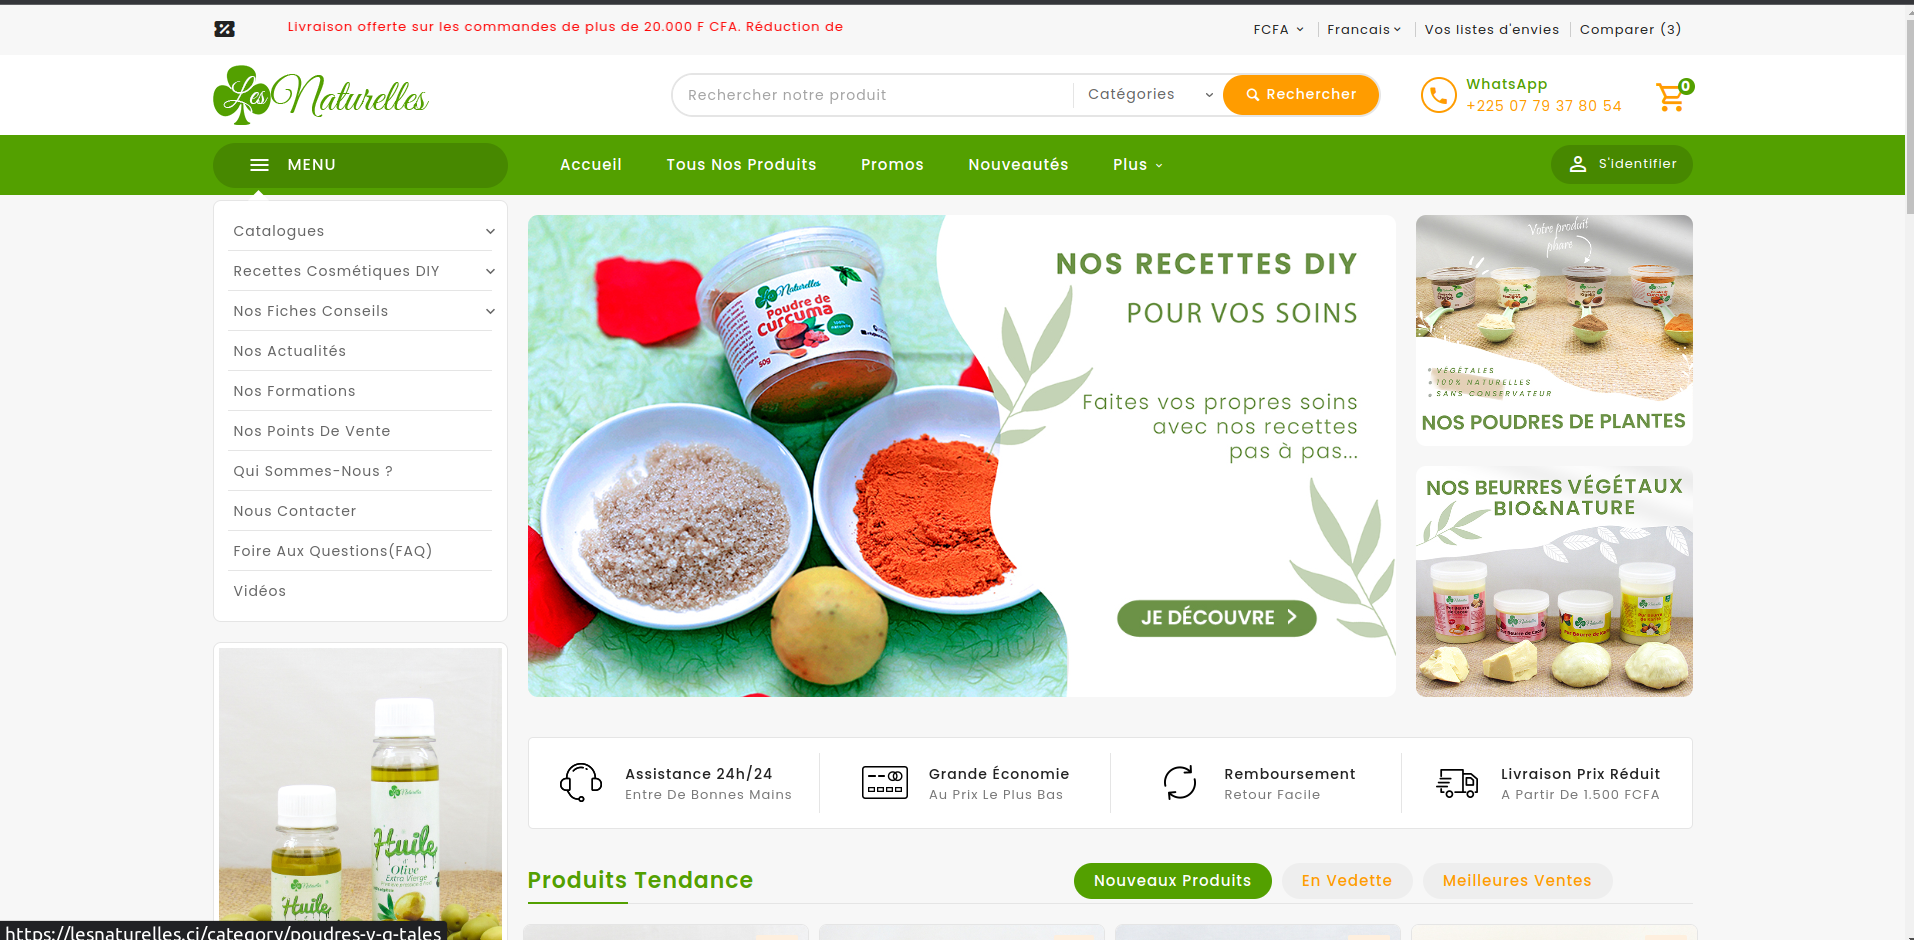 Livraison offerte sur les commandes de plus de 20.000 F CFA. Réduction de
FCFA
Francais
Vos listes d'envies
Comparer (3)
Les Naturelles
Rechercher notre produit
Catégories
Rechercher
WhatsApp
+225 07 79 37 80 54
0
MENU
Accueil
Tous Nos Produits
Promos
Nouveautés
Plus
S'identifier
Catalogues
Recettes Cosmétiques DIY
Nos Fiches Conseils
Nos Actualités
Nos Formations
Nos Points De Vente
Qui Sommes-Nous ?
Nous Contacter
Foire Aux Questions(FAQ)
Vidéos
Naturelles
Poudre de
curcuma
50g
NOS RECETTES DIY
POUR VOS SOINS
Faites vos propres soins
avec nos recettes
pas à pas...
JE DÉCOUVRE
Votre produit
phare
VÉGÉTALES
100% NATURELLES
SANS CONSERVATEUR
NOS POUDRES DE PLANTES
NOS BEURRES VÉGÉTAUX
BIO&NATURE
Naturelles
Huile
d'
Olive
Extra Vierge
Naturelles
Huile
Assistance 24h/24
Entre De Bonnes Mains
Grande Économie
Au Prix Le Plus Bas
Remboursement
Retour Facile
Livraison Prix Réduit
A Partir De 1.500 FCFA
Produits Tendance
Nouveaux Produits
En Vedette
Meilleures Ventes
https://lesnaturelles.ci/category/poudres-v-g-tales